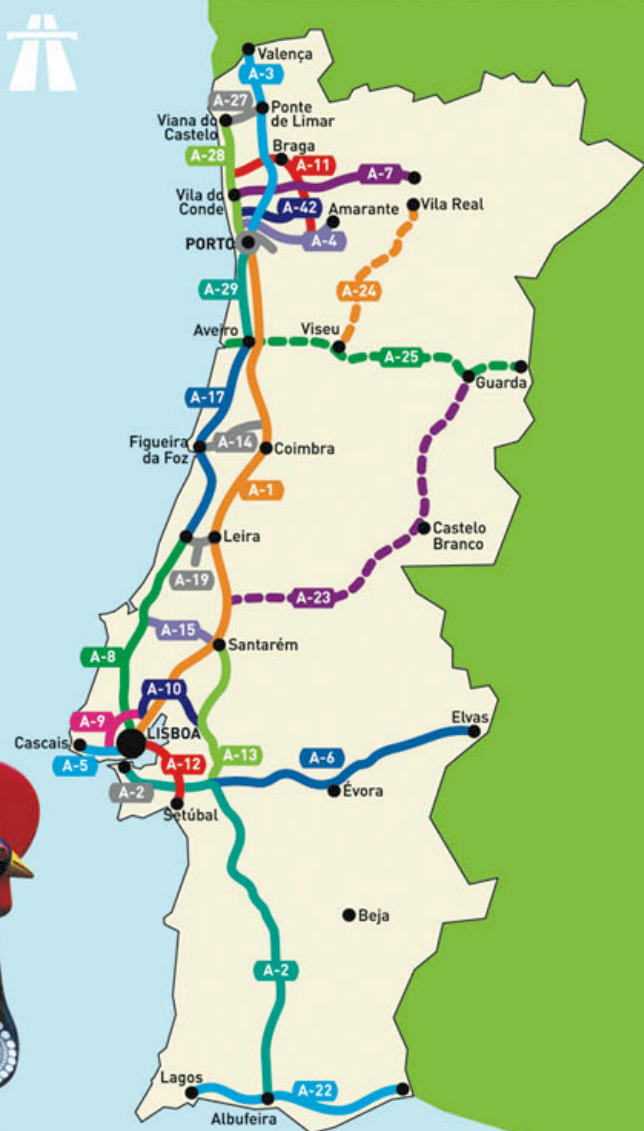 Valença
A-3
A-27
Ponte
de Limar
Viana do
Castelo
A-28
Braga
A-11
A-7
Vila do
Conde
A-42
Amarante
Vila Real
PORTO
A-4
A-29
A-24
Aveiro
Viseu
A-25
Guarda
A-17
Figueira
da Foz
A-14
Coimbra
A-1
Leira
Castelo
Branco
A-19
A-23
A-15
Santarém
A-8
A-10
A-9
Elvas
LISBOA
Cascais
A-13
A-6
A-5
A-12
A-2
Évora
Setúbal
Beja
A-2
Lagos
A-22
Albufeira